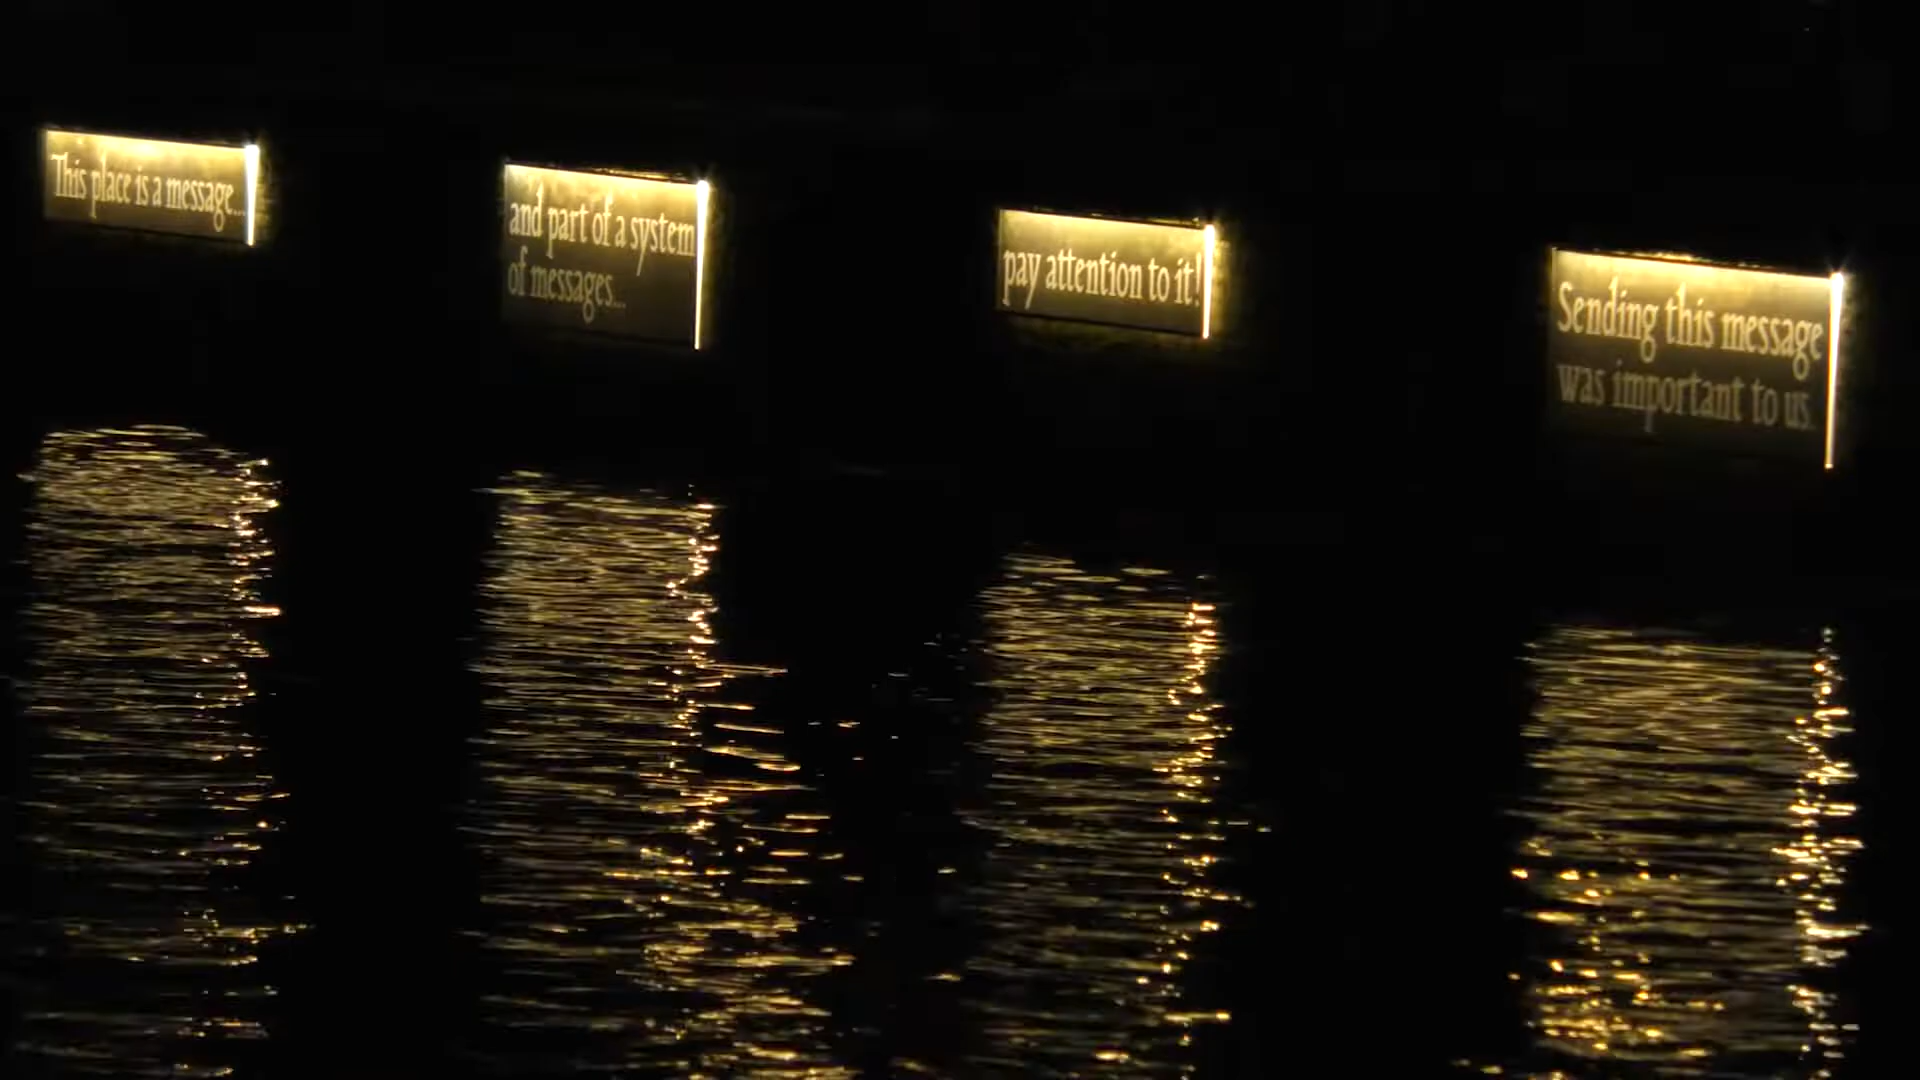 This place is a message...
and part of a system
of messages...
pay attention to it!
Sending this message
was important to us.